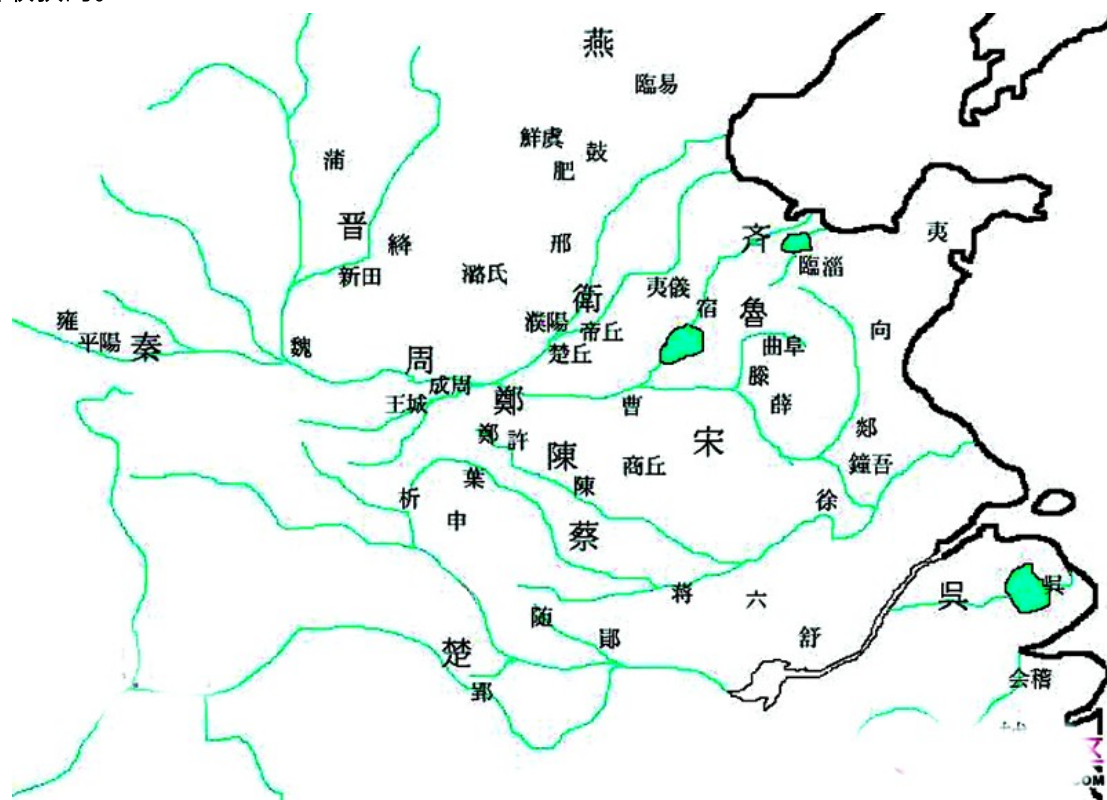 燕
臨易
鮮虞
鼓
肥
蒲
晋
絳
新田
邢
潞氏
斉
夷
臨淄
衛
夷儀
宿
魯
濮陽
帝丘
楚丘
曲阜
向
雍
平陽
秦
魏
周
成周
王城
鄭
曹
滕
薛
郯
鐘吾
鄭
許
陳
商丘
宋
葉
陳
析
申
蔡
徐
蒋
六
呉
呉
随
鄖
舒
楚
郢
会稽